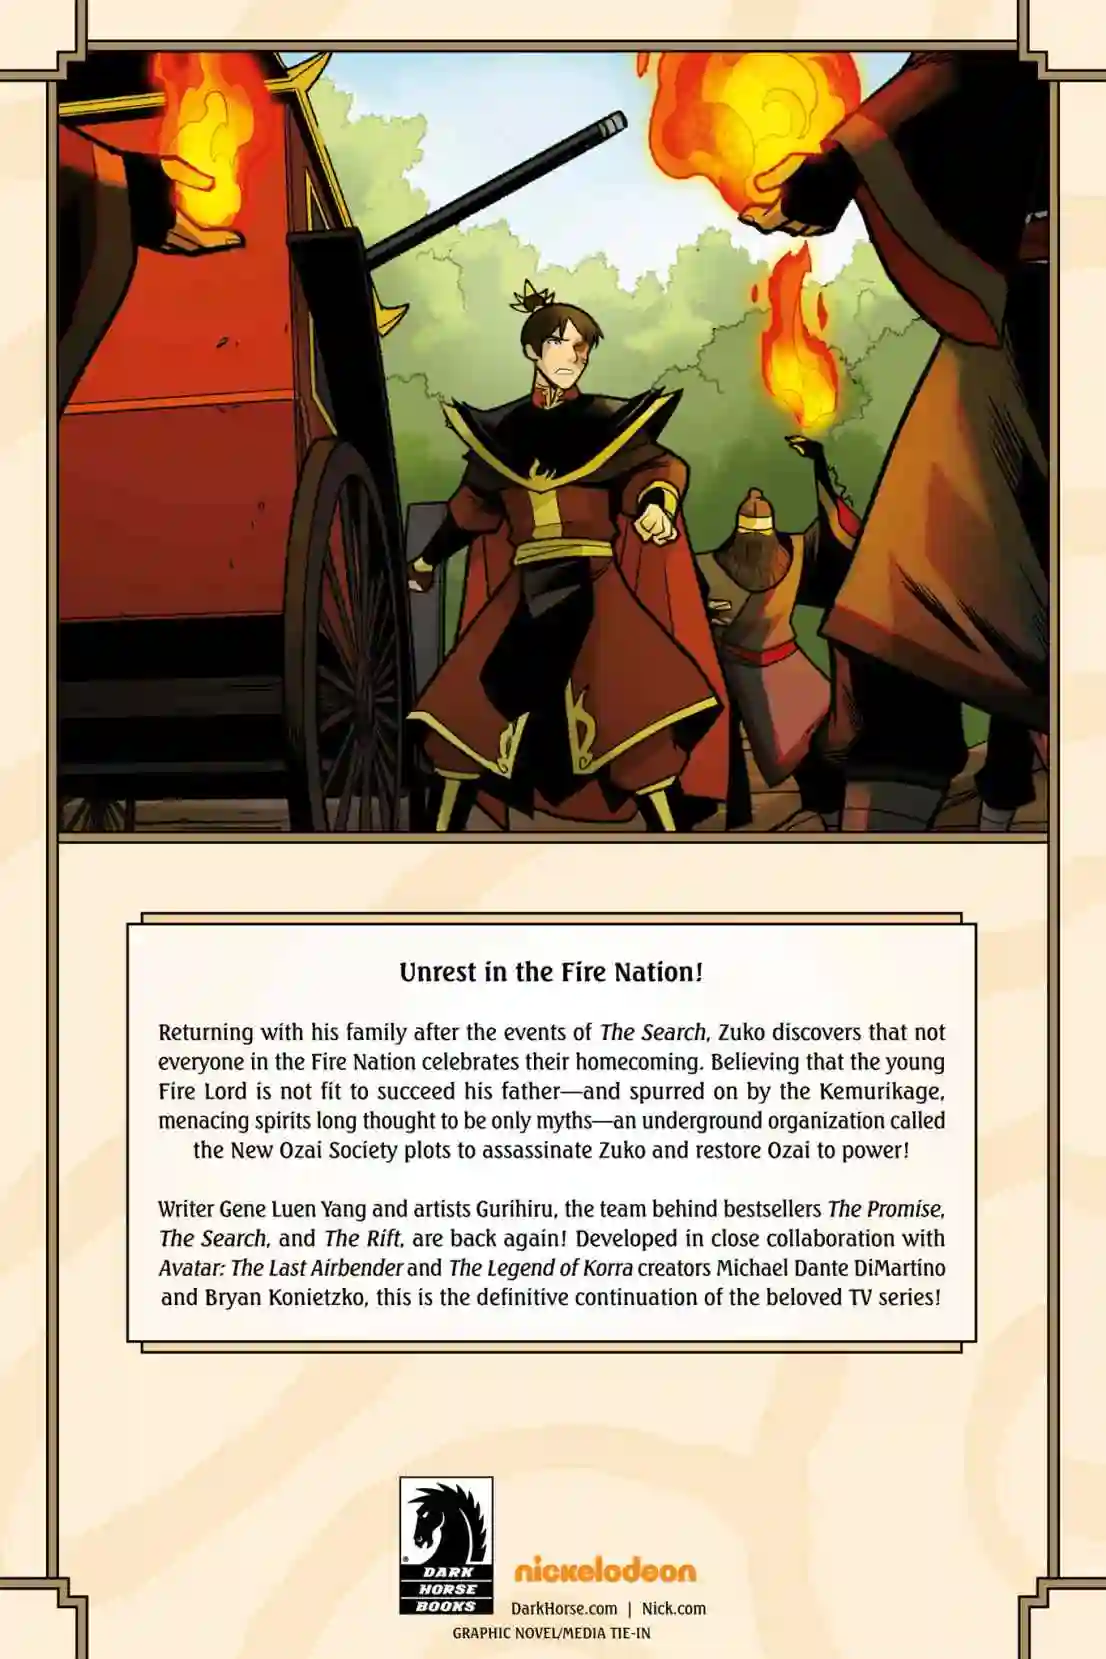 Unrest in the Fire Nation!
Returning with his family after the events of The Search, Zuko discovers that not
everyone in the Fire Nation celebrates their homecoming. Believing that the young
Fire Lord is not fit to succeed his father—and spurred on by the Kemurikage,
menacing spirits long thought to be only myths—an underground organization called
the New Ozai Society plots to assassinate Zuko and restore Ozai to power!
Writer Gene Luen Yang and artists Gurihiru, the team behind bestsellers The Promise,
The Search, and The Rift, are back again! Developed in close collaboration with
Avatar: The Last Airbender and The Legend of Korra creators Michael Dante DiMartino
and Bryan Konietzko, this is the definitive continuation of the beloved TV series!
®
DARK
HORSE
BOOKS
nickelodeon
DarkHorse.com | Nick.com
GRAPHIC NOVEL/MEDIA TIE-IN